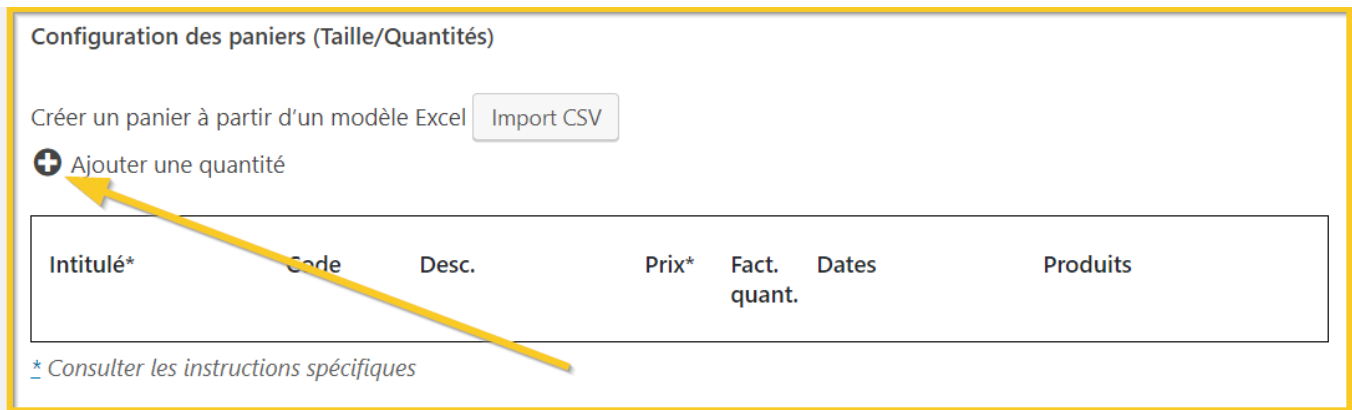 Configuration des paniers (Taille/Quantités)
Créer un panier à partir d'un modèle Excel Import CSV
Ajouter une quantité
Intitulé* Code Desc. Prix* Fact. Dates Produits
quant.
* Consulter les instructions spécifiques